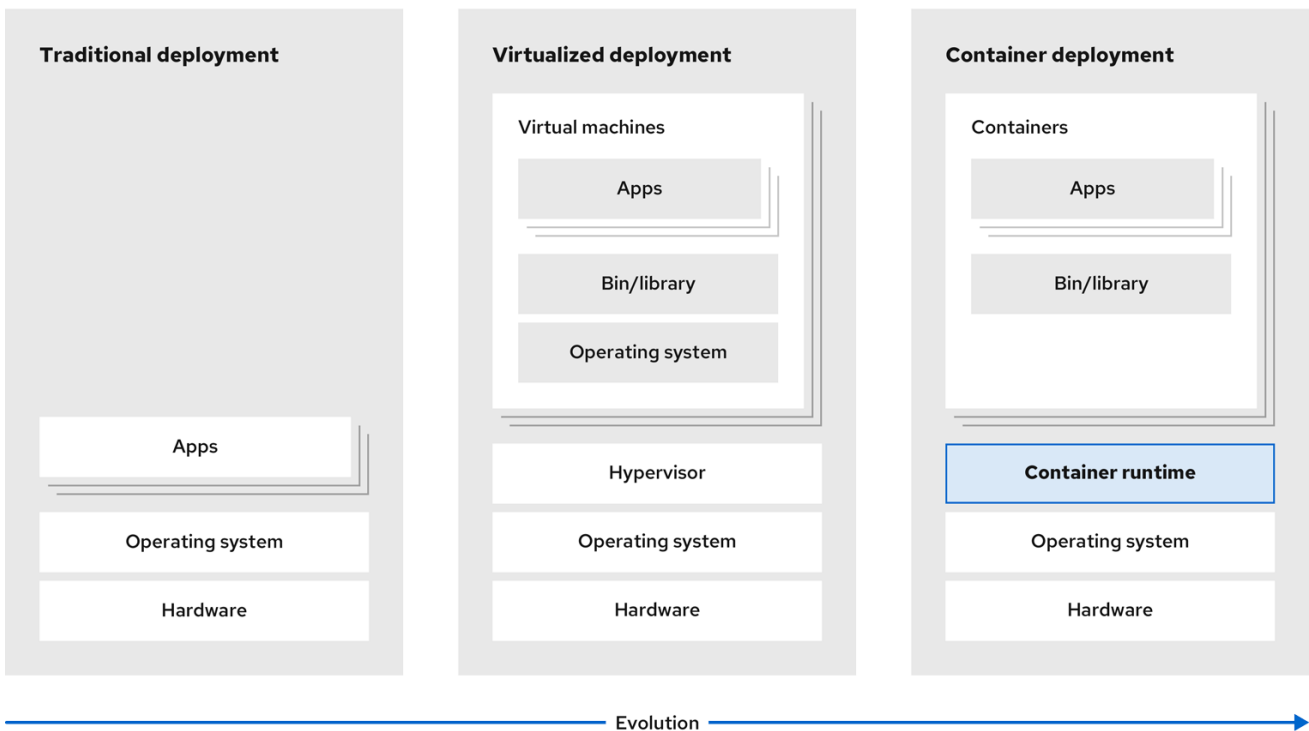 Traditional deployment
Apps
Operating system
Hardware
Virtualized deployment
Virtual machines
Apps
Bin/library
Operating system
Hypervisor
Operating system
Hardware
Container deployment
Containers
Apps
Bin/library
Container runtime
Operating system
Hardware
Evolution